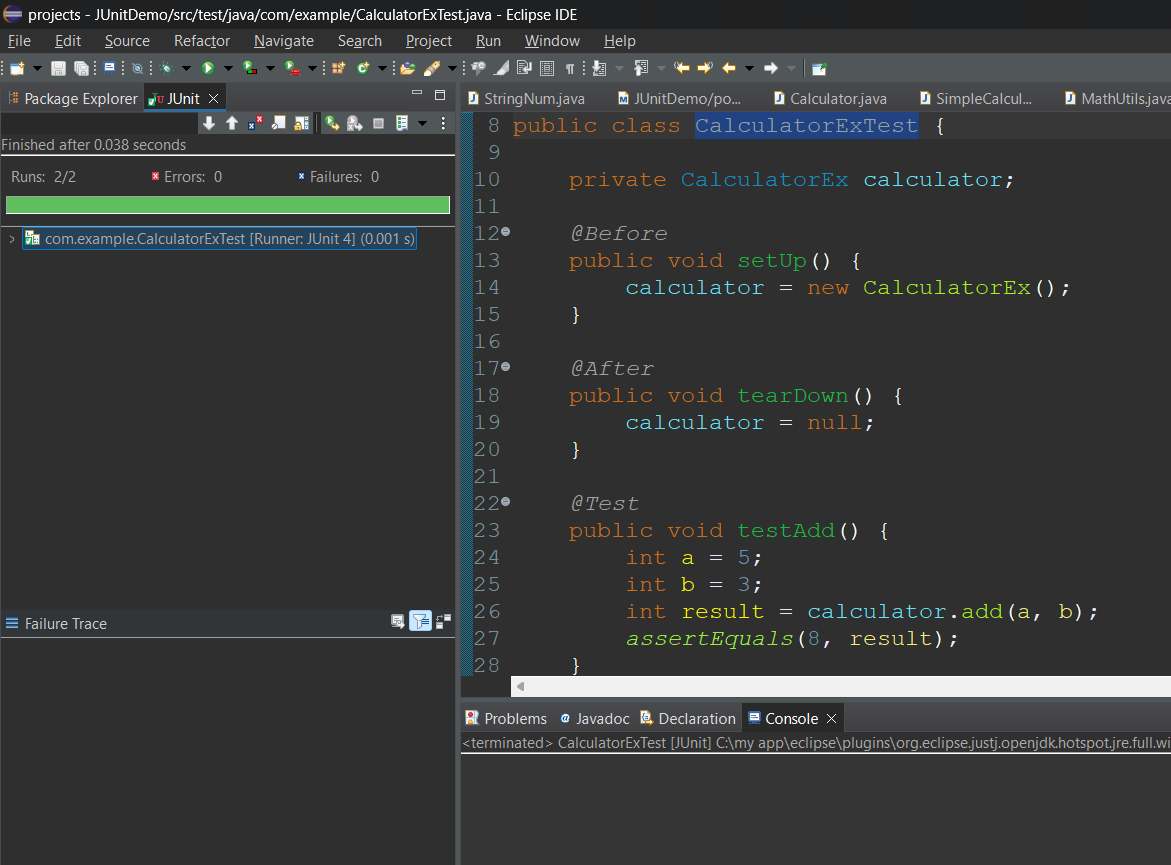 projects - JUnitDemo/src/test/java/com/example/CalculatorExTest.java - Eclipse IDE
File Edit Source Refactor Navigate Search Project Run Window Help
Package Explorer JUnit
Finished after 0.038 seconds
Runs: 2/2 Errors: 0 Failures: 0
com.example.CalculatorExTest [Runner: JUnit 4] (0.001 s)
Failure Trace
StringNum.java JUnitDemo/po... Calculator.java SimpleCalcul... MathUtils.java
8 public class CalculatorExTest {
9
10 private CalculatorEx calculator;
11
12 @Before
13 public void setUp() {
14 calculator = new CalculatorEx();
15 }
16
17 @After
18 public void tearDown() {
19 calculator = null;
20 }
21
22 @Test
23 public void testAdd() {
24 int a = 5;
25 int b = 3;
26 int result = calculator.add(a, b);
27 assertEquals(8, result);
28 }
Problems Javadoc Declaration Console
<terminated> CalculatorExTest [JUnit] C:\my app\eclipse\plugins\org.eclipse.justj.openjdk.hotspot.jre.full.wi